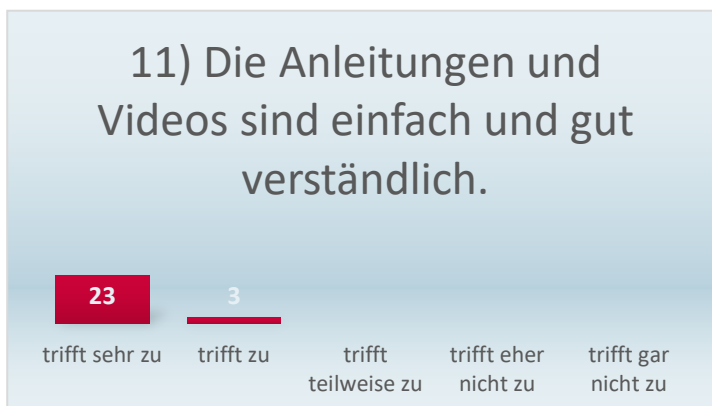 11) Die Anleitungen und
Videos sind einfach und gut
verständlich.
23
3
trifft sehr zu
trifft zu
trifft
teilweise zu
trifft eher
nicht zu
trifft gar
nicht zu